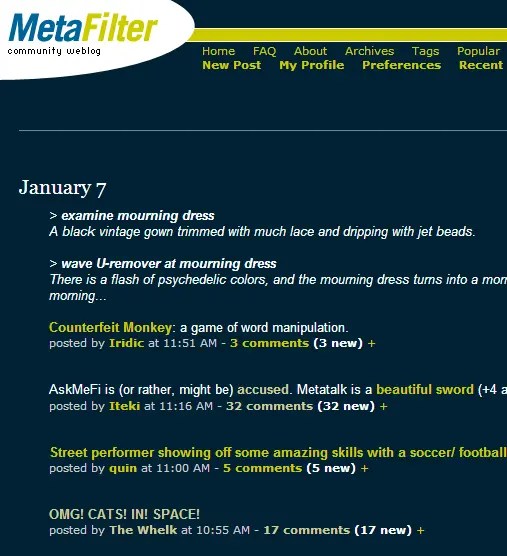 MetaFilter
community weblog
Home FAQ About Archives Tags Popular
New Post My Profile Preferences Recent
January 7
> examine mourning dress
A black vintage gown trimmed with much lace and dripping with jet beads.
> wave U-remover at mourning dress
There is a flash of psychedelic colors, and the mourning dress turns into a
morning...
Counterfeit Monkey: a game of word manipulation.
posted by Iridic at 11:51 AM - 3 comments (3 new) +
AskMeFi is (or rather, might be) accused. Metatalk is a beautiful sword (+4 a
posted by Iteki at 11:16 AM - 32 comments (32 new) +
Street performer showing off some amazing skills with a soccer/ football
posted by quin at 11:00 AM - 5 comments (5 new) +
OMG! CATS! IN! SPACE!
posted by The Whelk at 10:55 AM - 17 comments (17 new) +